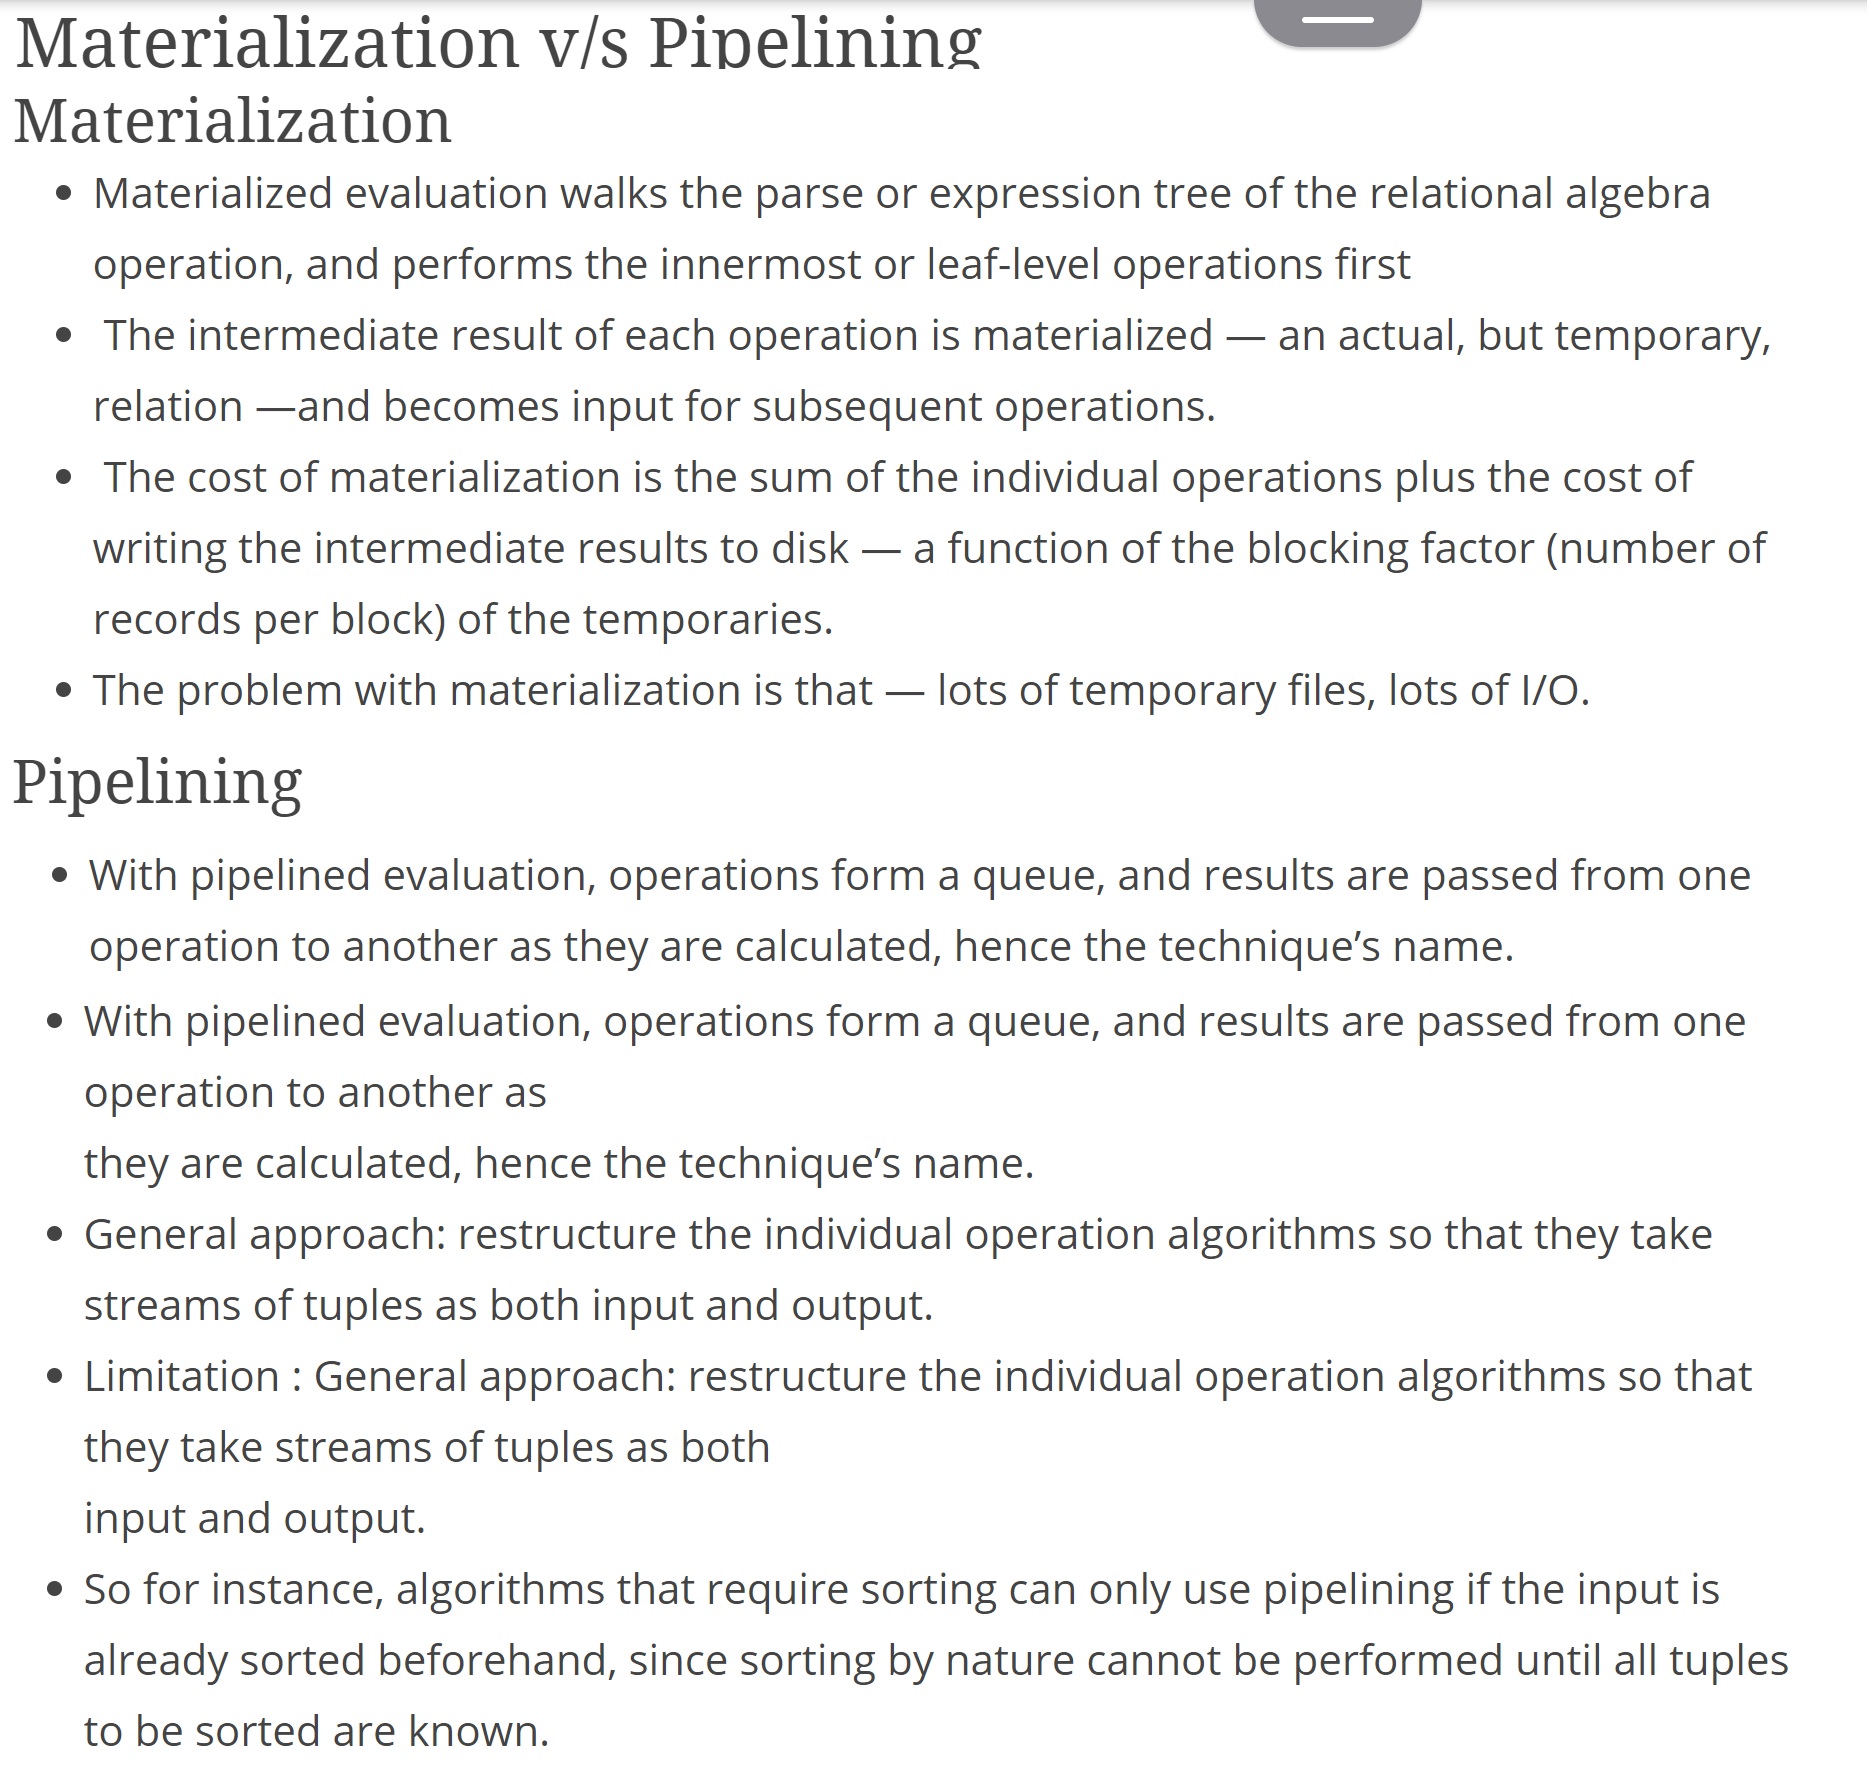 Materialization v/s Pipelining
Materialization
• Materialized evaluation walks the parse or expression tree of the relational algebra
operation, and performs the innermost or leaf-level operations first
• The intermediate result of each operation is materialized — an actual, but temporary,
relation —and becomes input for subsequent operations.
• The cost of materialization is the sum of the individual operations plus the cost of
writing the intermediate results to disk — a function of the blocking factor (number of
records per block) of the temporaries.
• The problem with materialization is that — lots of temporary files, lots of I/O.
Pipelining
• With pipelined evaluation, operations form a queue, and results are passed from one
operation to another as they are calculated, hence the technique’s name.
• With pipelined evaluation, operations form a queue, and results are passed from one
operation to another as
they are calculated, hence the technique’s name.
• General approach: restructure the individual operation algorithms so that they take
streams of tuples as both input and output.
• Limitation : General approach: restructure the individual operation algorithms so that
they take streams of tuples as both
input and output.
• So for instance, algorithms that require sorting can only use pipelining if the input is
already sorted beforehand, since sorting by nature cannot be performed until all tuples
to be sorted are known.